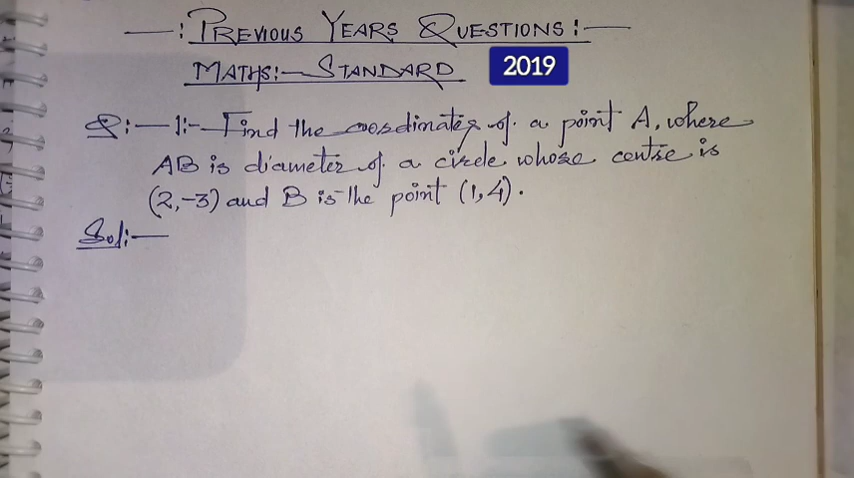 —: PREVIOUS YEARS QUESTIONS :—
MATHS:— STANDARD 2019
Q:— 1:— Find the coordinates of a point A, where
AB is diameter of a circle whose centre is
(2,-3) and B is the point (1,4).
Sol:—